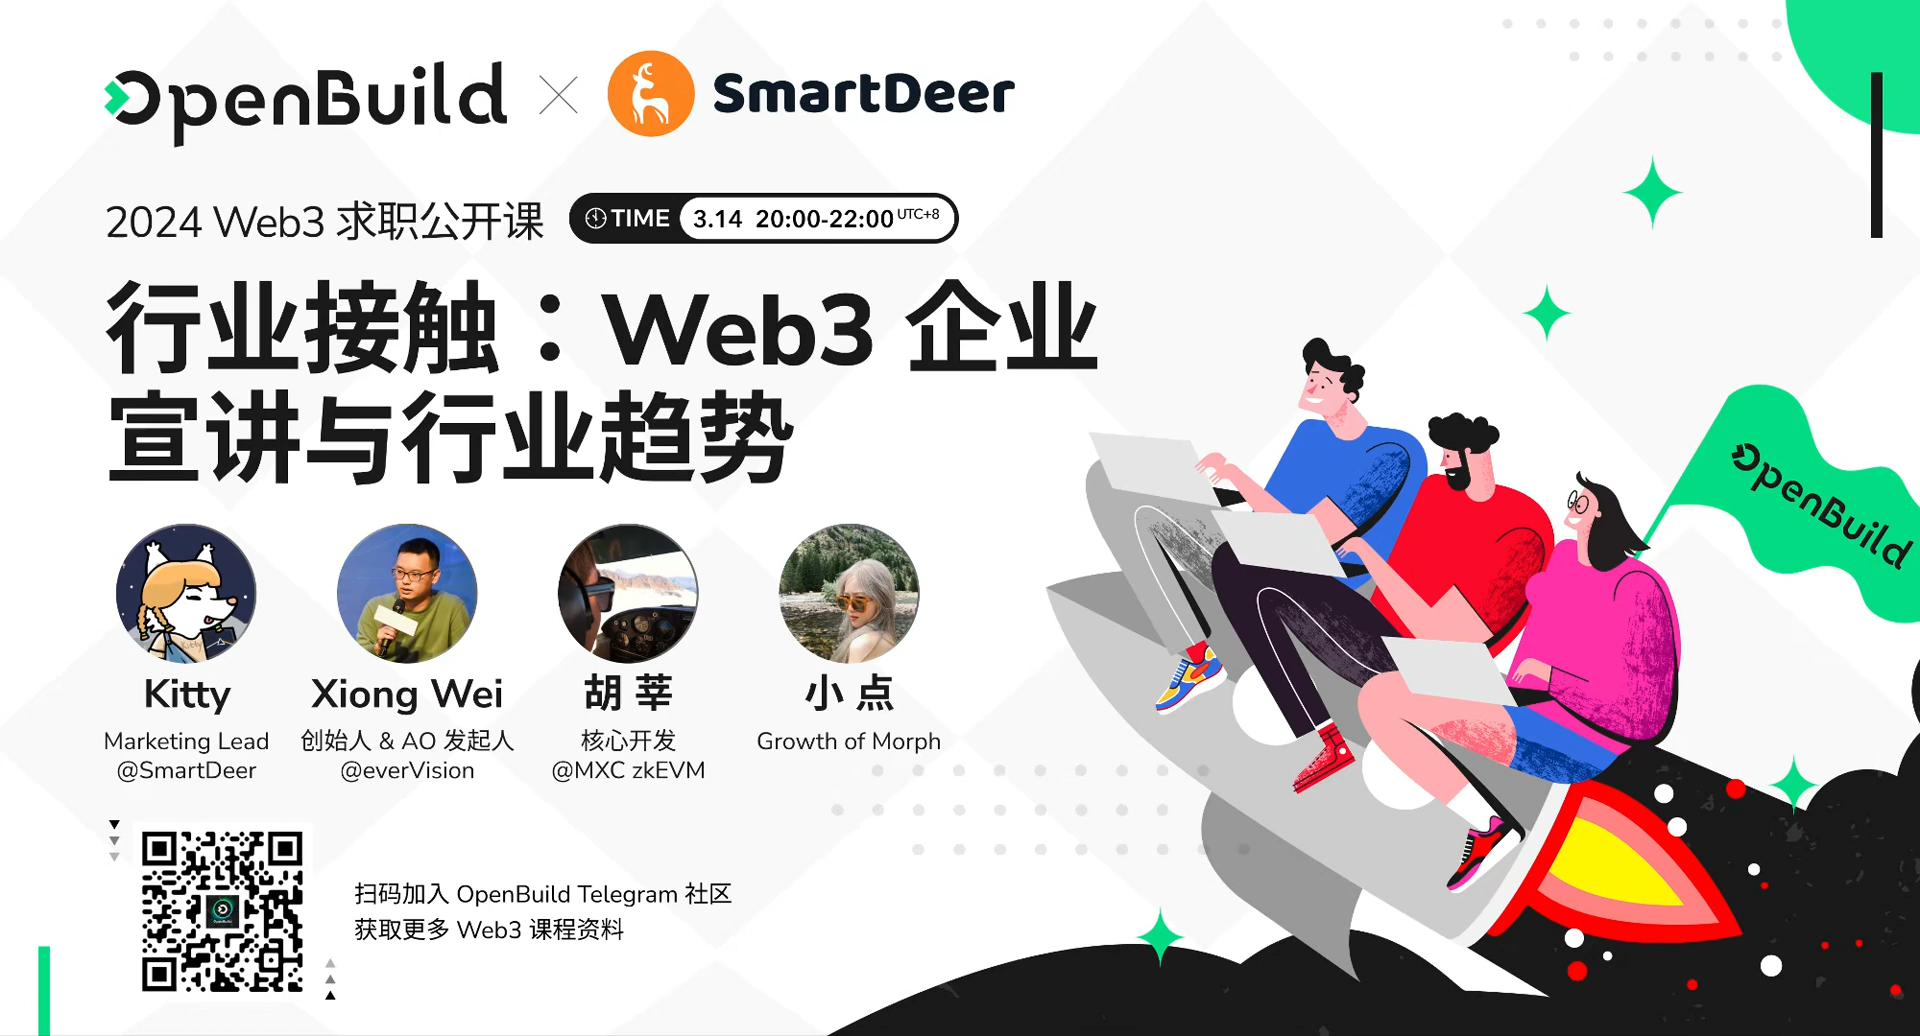 OpenBuild × SmartDeer
2024 Web3 求职公开课
TIME 3.14 20:00-22:00 UTC+8
行业接触：Web3 企业
宣讲与行业趋势
Kitty
Marketing Lead
@SmartDeer
Xiong Wei
创始人 & AO 发起人
@everVision
胡 莘
核心开发
@MXC zkEVM
小 点
Growth of Morph
扫码加入 OpenBuild Telegram 社区
获取更多 Web3 课程资料
OpenBuild